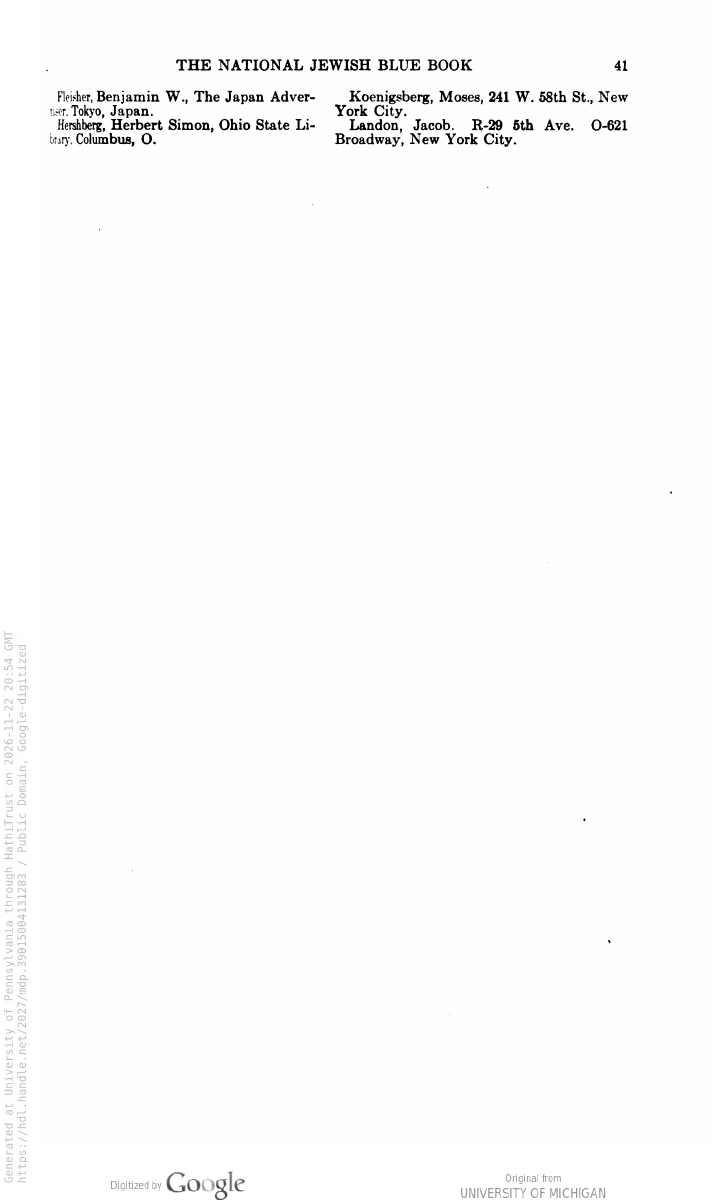 THE NATIONAL JEWISH BLUE BOOK 41
Fleisher, Benjamin W., The Japan Adver-
tiser, Tokyo, Japan.
Hershberg, Herbert Simon, Ohio State Li-
brary, Columbus, O.
Koenigsberg, Moses, 241 W. 58th St., New
York City.
Landon, Jacob. R-29 5th Ave. O-621
Broadway, New York City.
Generated at University of Pennsylvania through HathiTrust on 2026-11-22 20:54 GMT
https://hdl.handle.net/2027/mdp.39015004131283 / Public Domain, Google-digitized
Digitized by Google
Original from
UNIVERSITY OF MICHIGAN